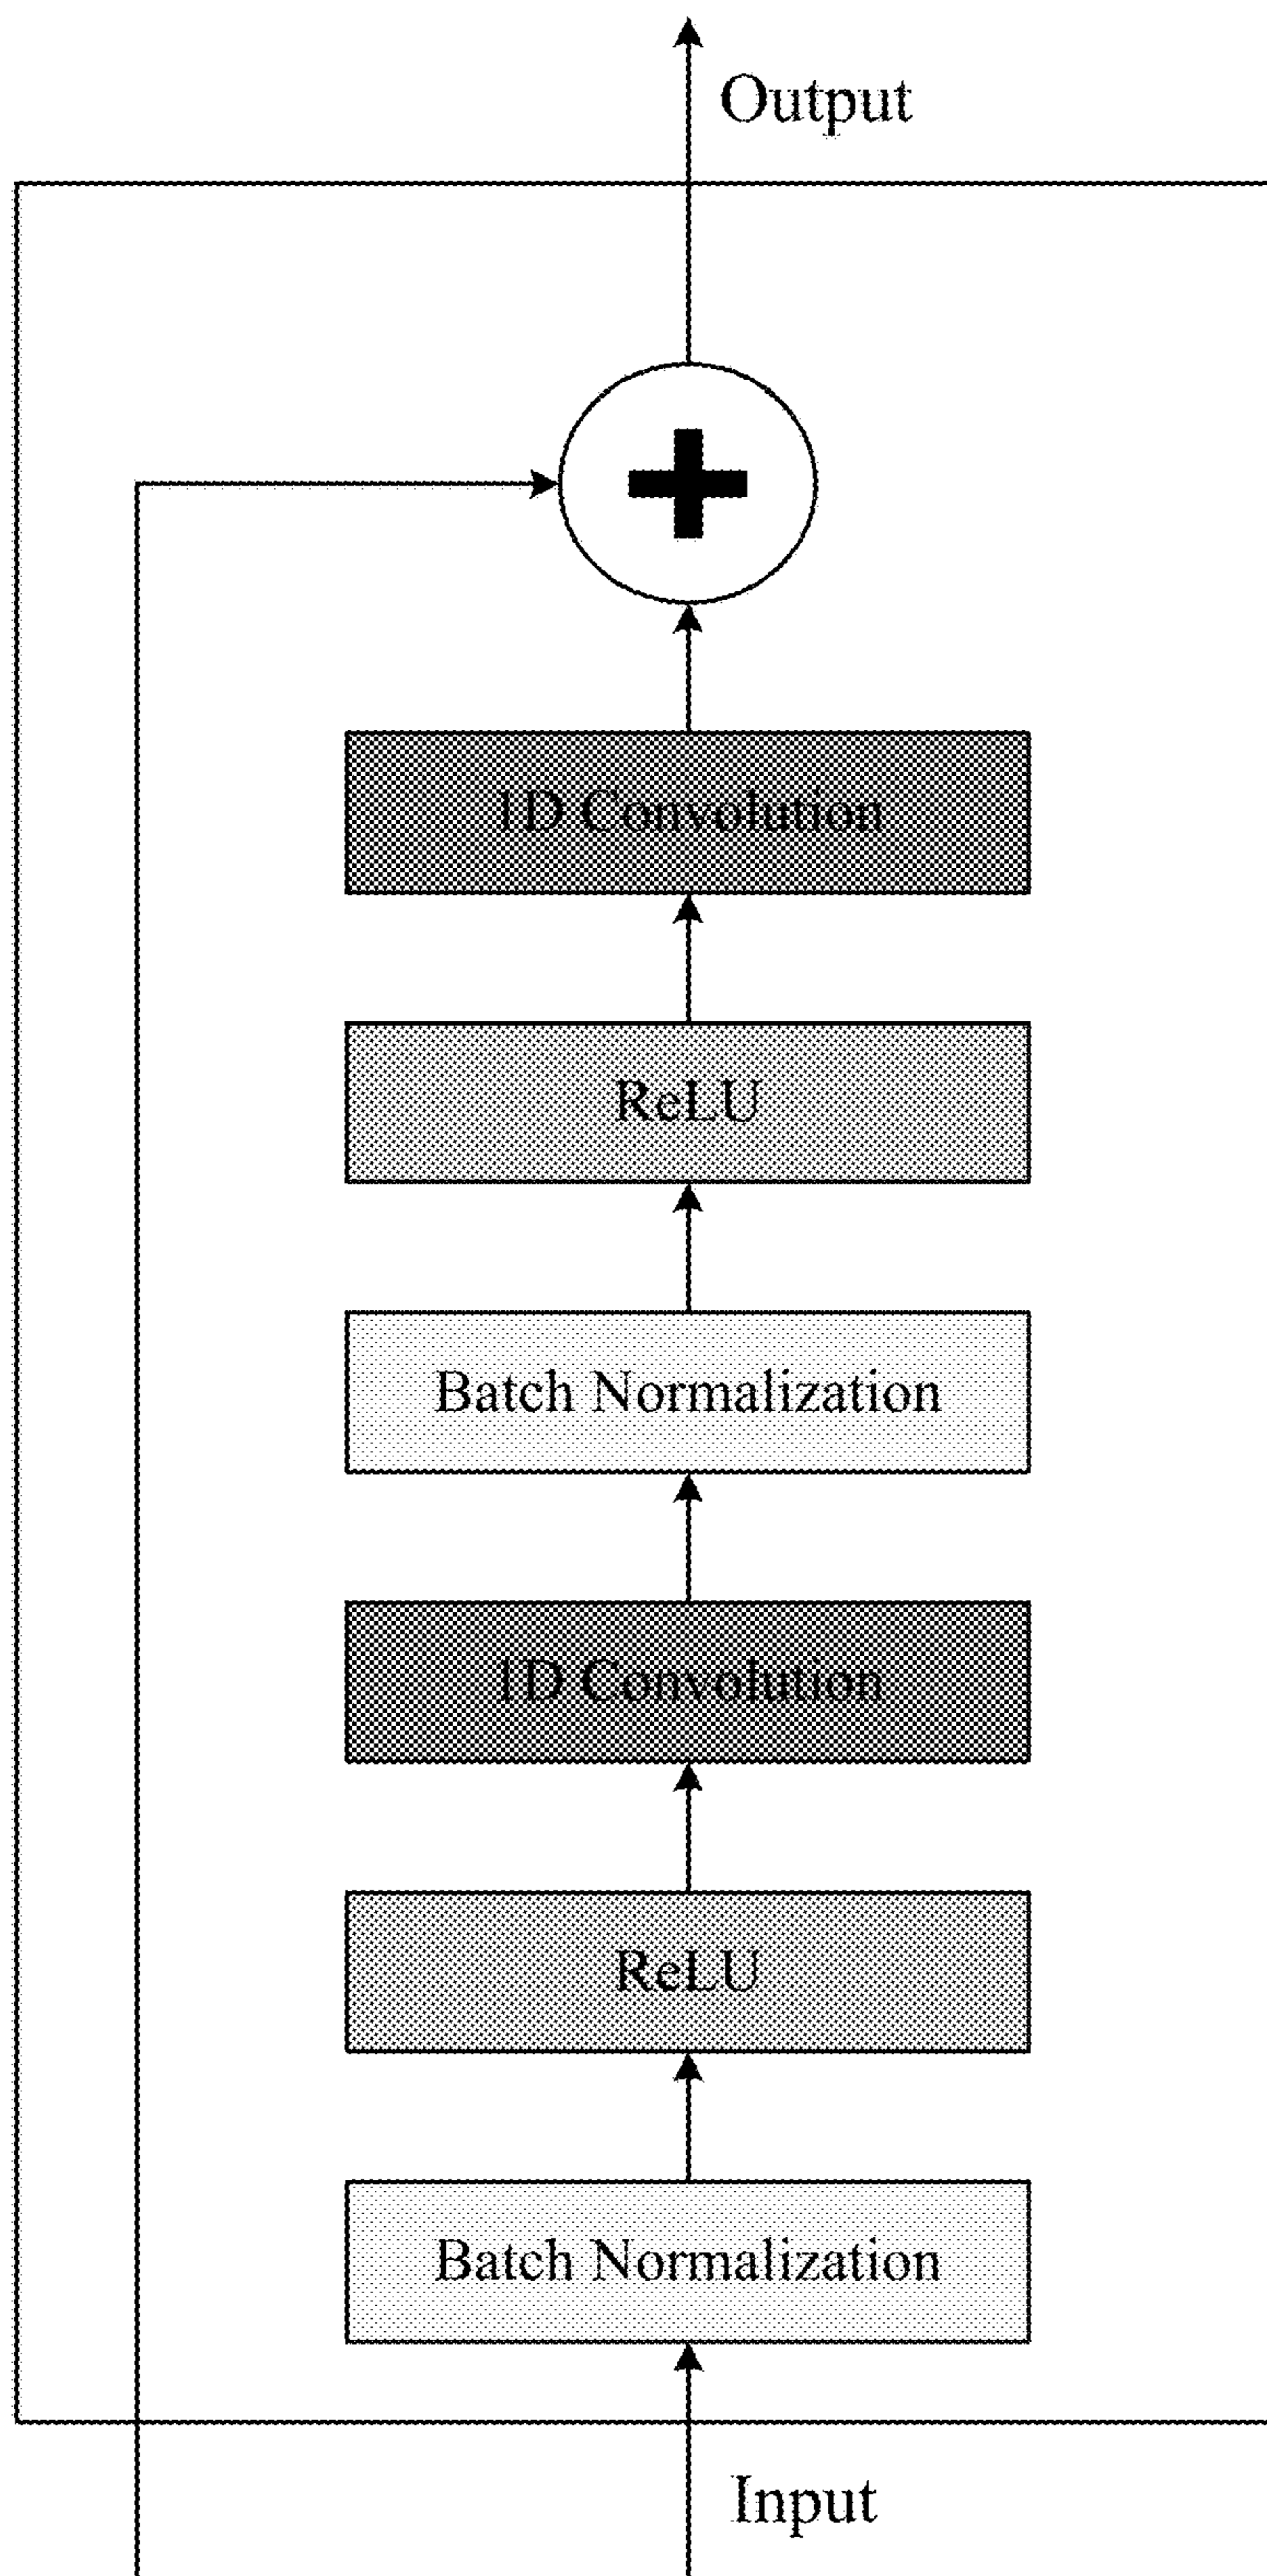 Output
1D Convolution
ReLU
Batch Normalization
1D Convolution
ReLU
Batch Normalization
Input